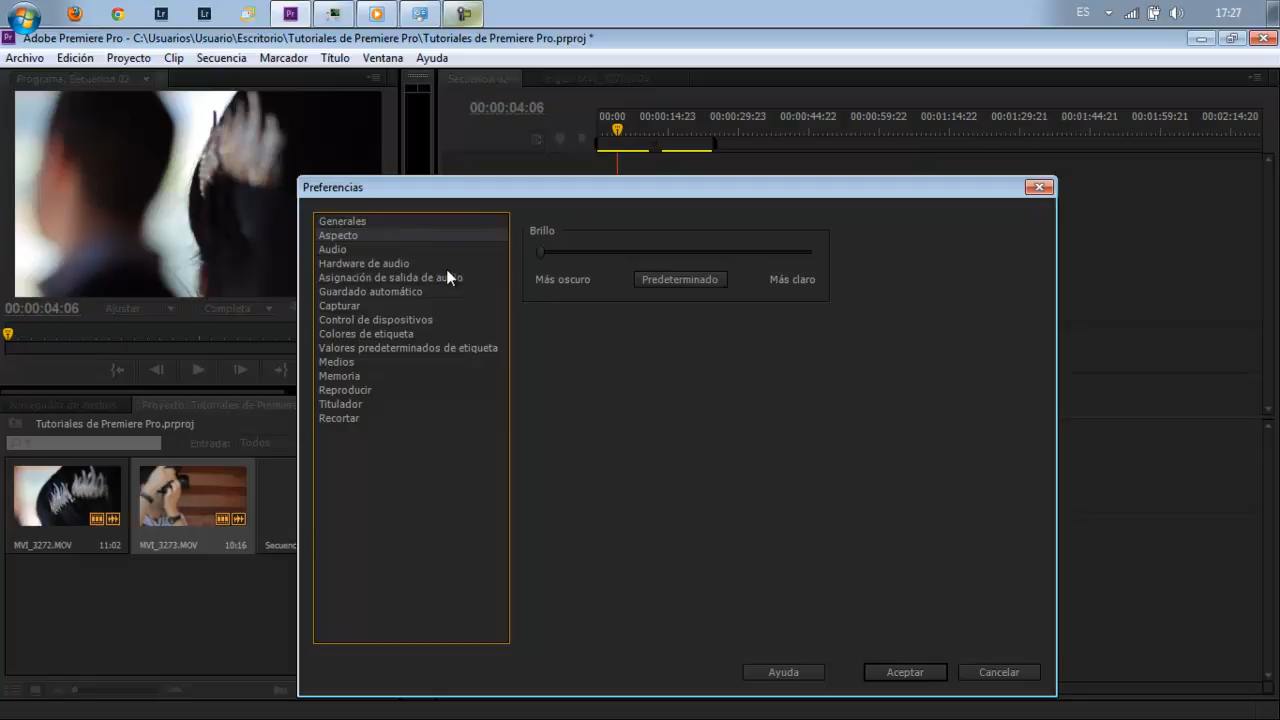 ES
17:27
Adobe Premiere Pro - C:\Usuarios\Usuario\Escritorio\Tutoriales de Premiere Pro\Tutoriales de Premiere Pro.prproj *
Archivo Edición Proyecto Clip Secuencia Marcador Título Ventana Ayuda
Programa: Secuencia 02
Secuencia 02
00:00:04:06
00:00 00:00:14:23 00:00:29:23 00:00:44:22 00:00:59:22 00:01:14:22 00:01:29:21 00:01:44:21 00:01:59:21 00:02:14:20
Preferencias
Generales
Aspecto
Audio
Hardware de audio
Asignación de salida de audio
Guardado automático
Capturar
Control de dispositivos
Colores de etiqueta
Valores predeterminados de etiqueta
Medios
Memoria
Reproducir
Titulador
Recortar
Brillo
Más oscuro
Predeterminado
Más claro
Ayuda
Aceptar
Cancelar
00:00:04:06
Ajustar
Completa
Navegador de medios
Proyecto: Tutoriales de Premiere
Tutoriales de Premiere Pro.prproj
Entrada: Todos
MVI_3272.MOV 11:02
MVI_3273.MOV 10:16
Secuenc